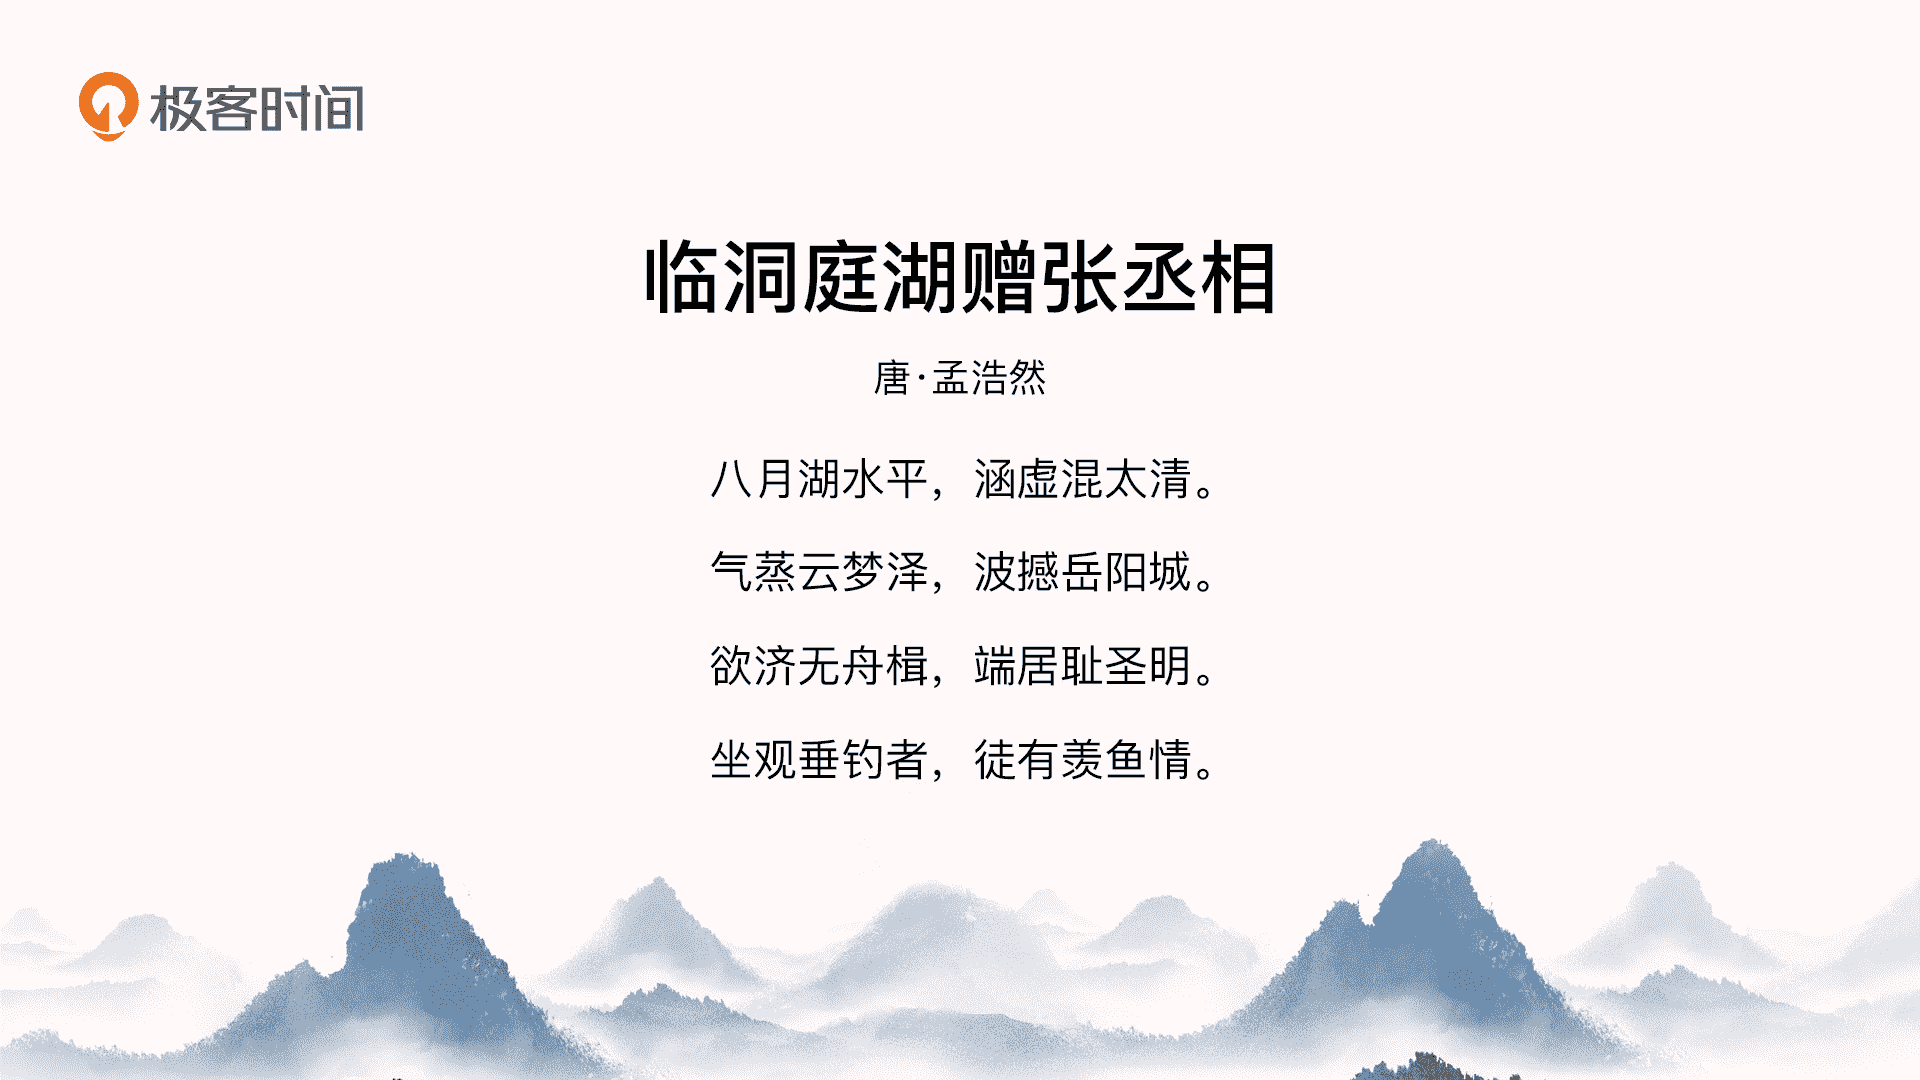 极客时间
临洞庭湖赠张丞相
唐·孟浩然
八月湖水平，涵虚混太清。
气蒸云梦泽，波撼岳阳城。
欲济无舟楫，端居耻圣明。
坐观垂钓者，徒有羡鱼情。